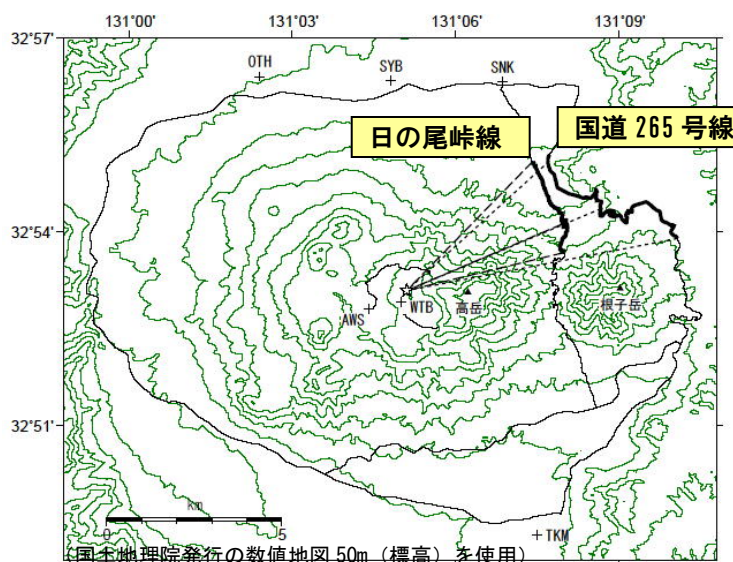 131°00′ 131°03′ 131°06′ 131°09′
32°57′
OTH SYB SNK
日の尾峠線 国道 265 号線
32°54′
AWS WTB 高岳 根子岳
32°51′
Km
0 5
TKM
(国土地理院発行の数値地図 50m（標高）を使用)